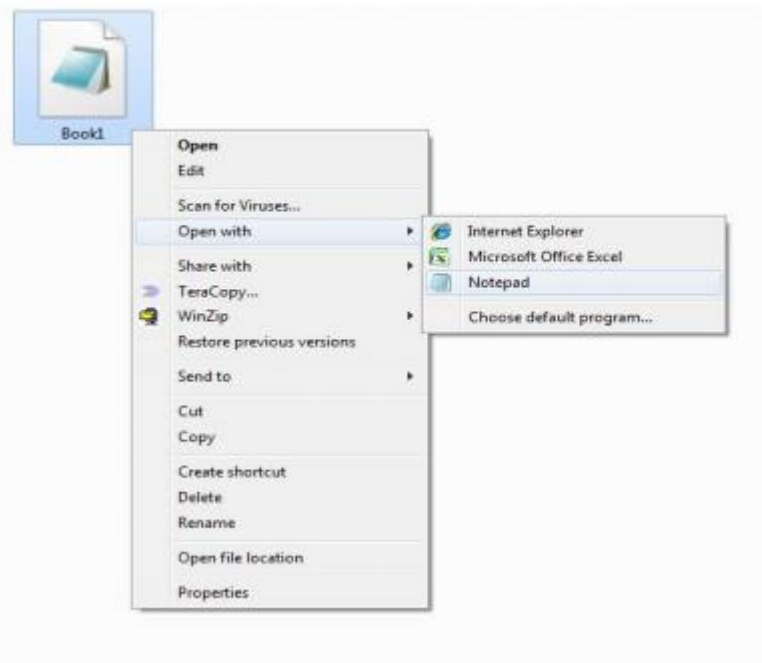 Book1
Open
Edit
Scan for Viruses...
Open with
Share with
TeraCopy...
WinZip
Restore previous versions
Send to
Cut
Copy
Create shortcut
Delete
Rename
Open file location
Properties
Internet Explorer
Microsoft Office Excel
Notepad
Choose default program...